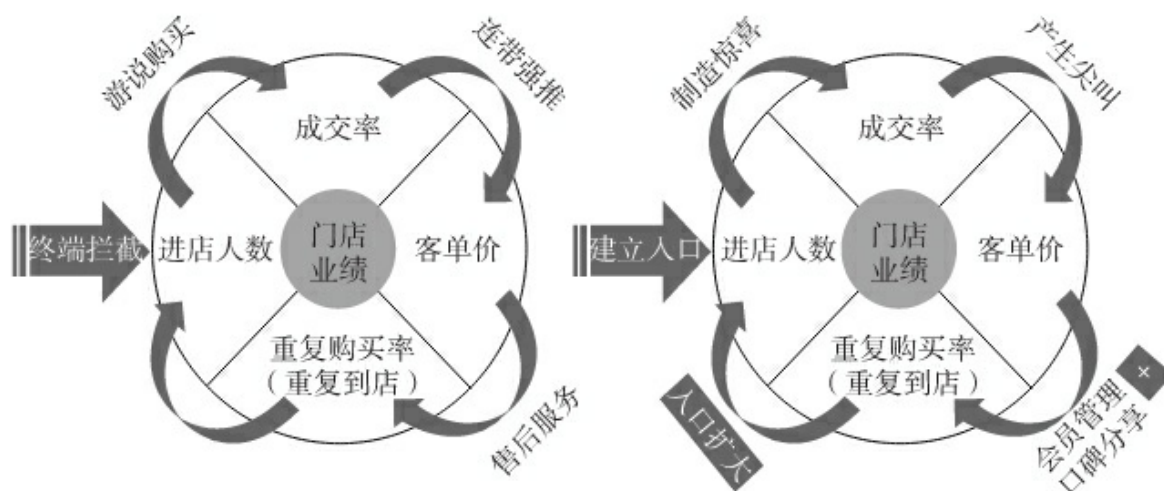 游说购买
连带强推
成交率
终端拦截
进店人数
门店
业绩
客单价
重复购买率
（重复到店）
售后服务
制造惊喜
产生尖叫
成交率
建立入口
进店人数
门店
业绩
客单价
重复购买率
（重复到店）
人口扩大
+
会员管理
口碑分享